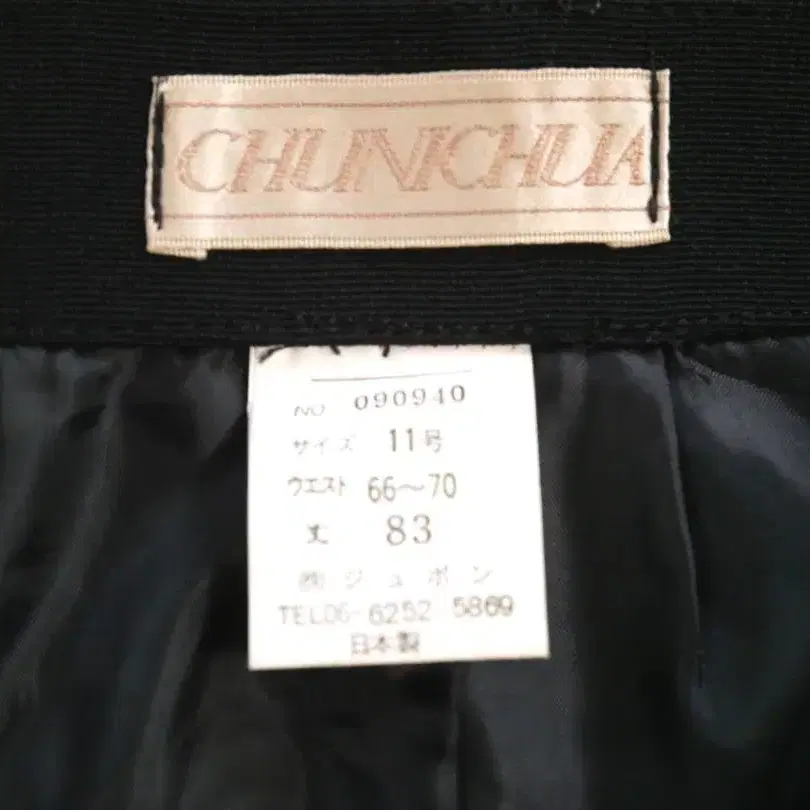 CHUNICHUA
NO 090940
サイズ 11号
ウエスト 66〜70
丈 83
㈱ジュポン
TEL06-6252 5869
日本製